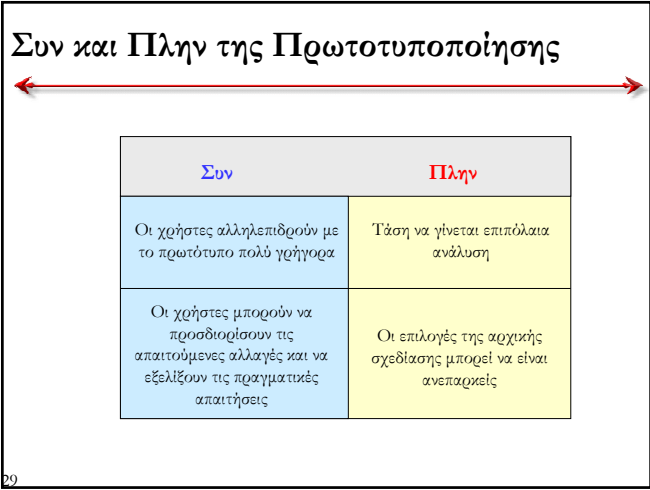 Συν και Πλην της Πρωτοτυποποίησης
Συν
Πλην
Οι χρήστες αλληλεπιδρούν με
το πρωτότυπο πολύ γρήγορα
Τάση να γίνεται επιπόλαια
ανάλυση
Οι χρήστες μπορούν να
προσδιορίσουν τις
απαιτούμενες αλλαγές και να
εξελίξουν τις πραγματικές
απαιτήσεις
Οι επιλογές της αρχικής
σχεδίασης μπορεί να είναι
ανεπαρκείς
29